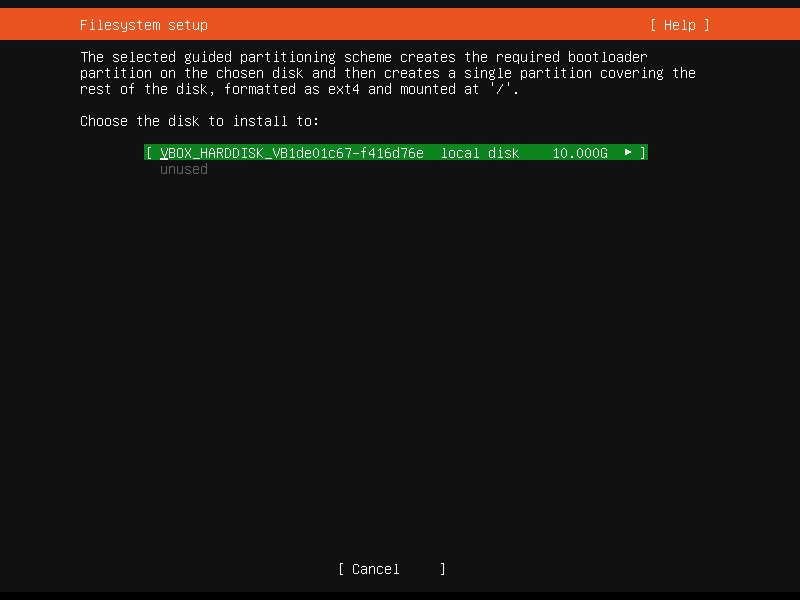 Filesystem setup [ Help ]
The selected guided partitioning scheme creates the required bootloader
partition on the chosen disk and then creates a single partition covering the
rest of the disk, formatted as ext4 and mounted at '/'.
Choose the disk to install to:
[ VBOX_HARDDISK_VB1de01c67-f416d76e local disk 10.000G ► ]
unused
[ Cancel ]